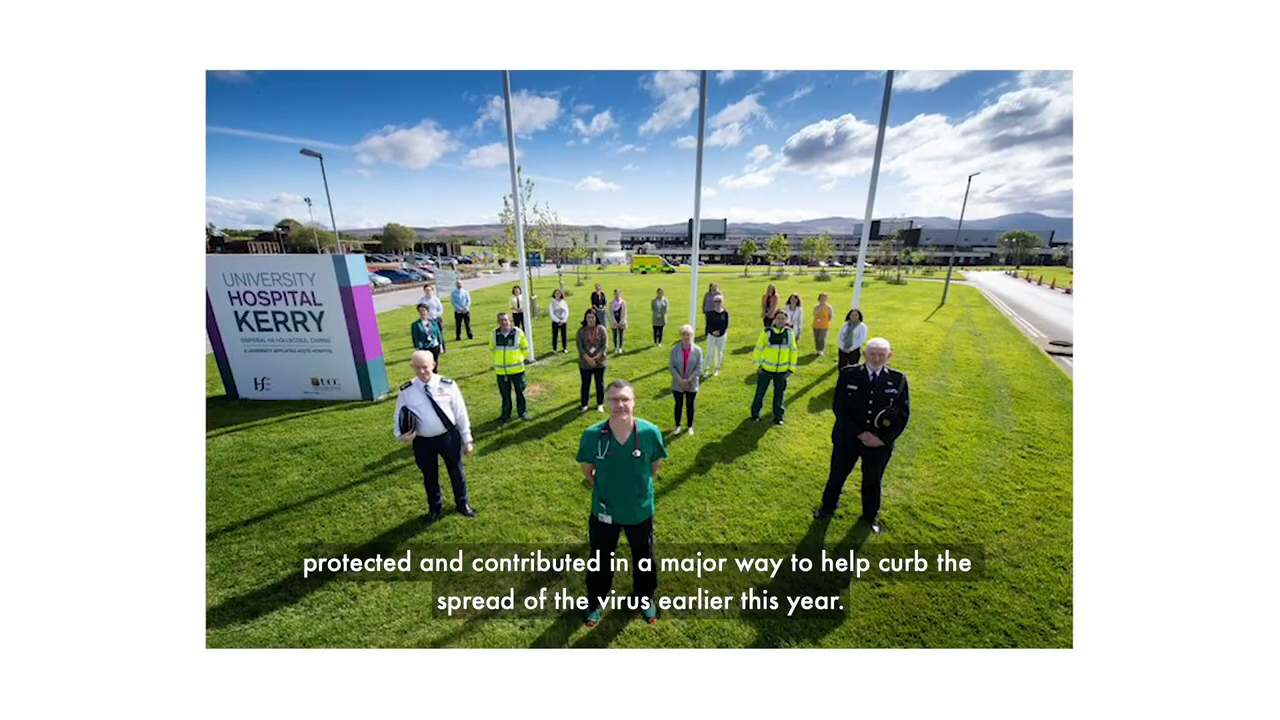 UNIVERSITY
HOSPITAL
KERRY
OSPIDÉAL NA hOLLSCOILE, CIARRAÍ
A UNIVERSITY AFFILIATED ACUTE HOSPITAL
UCC
protected and contributed in a major way to help curb the
spread of the virus earlier this year.